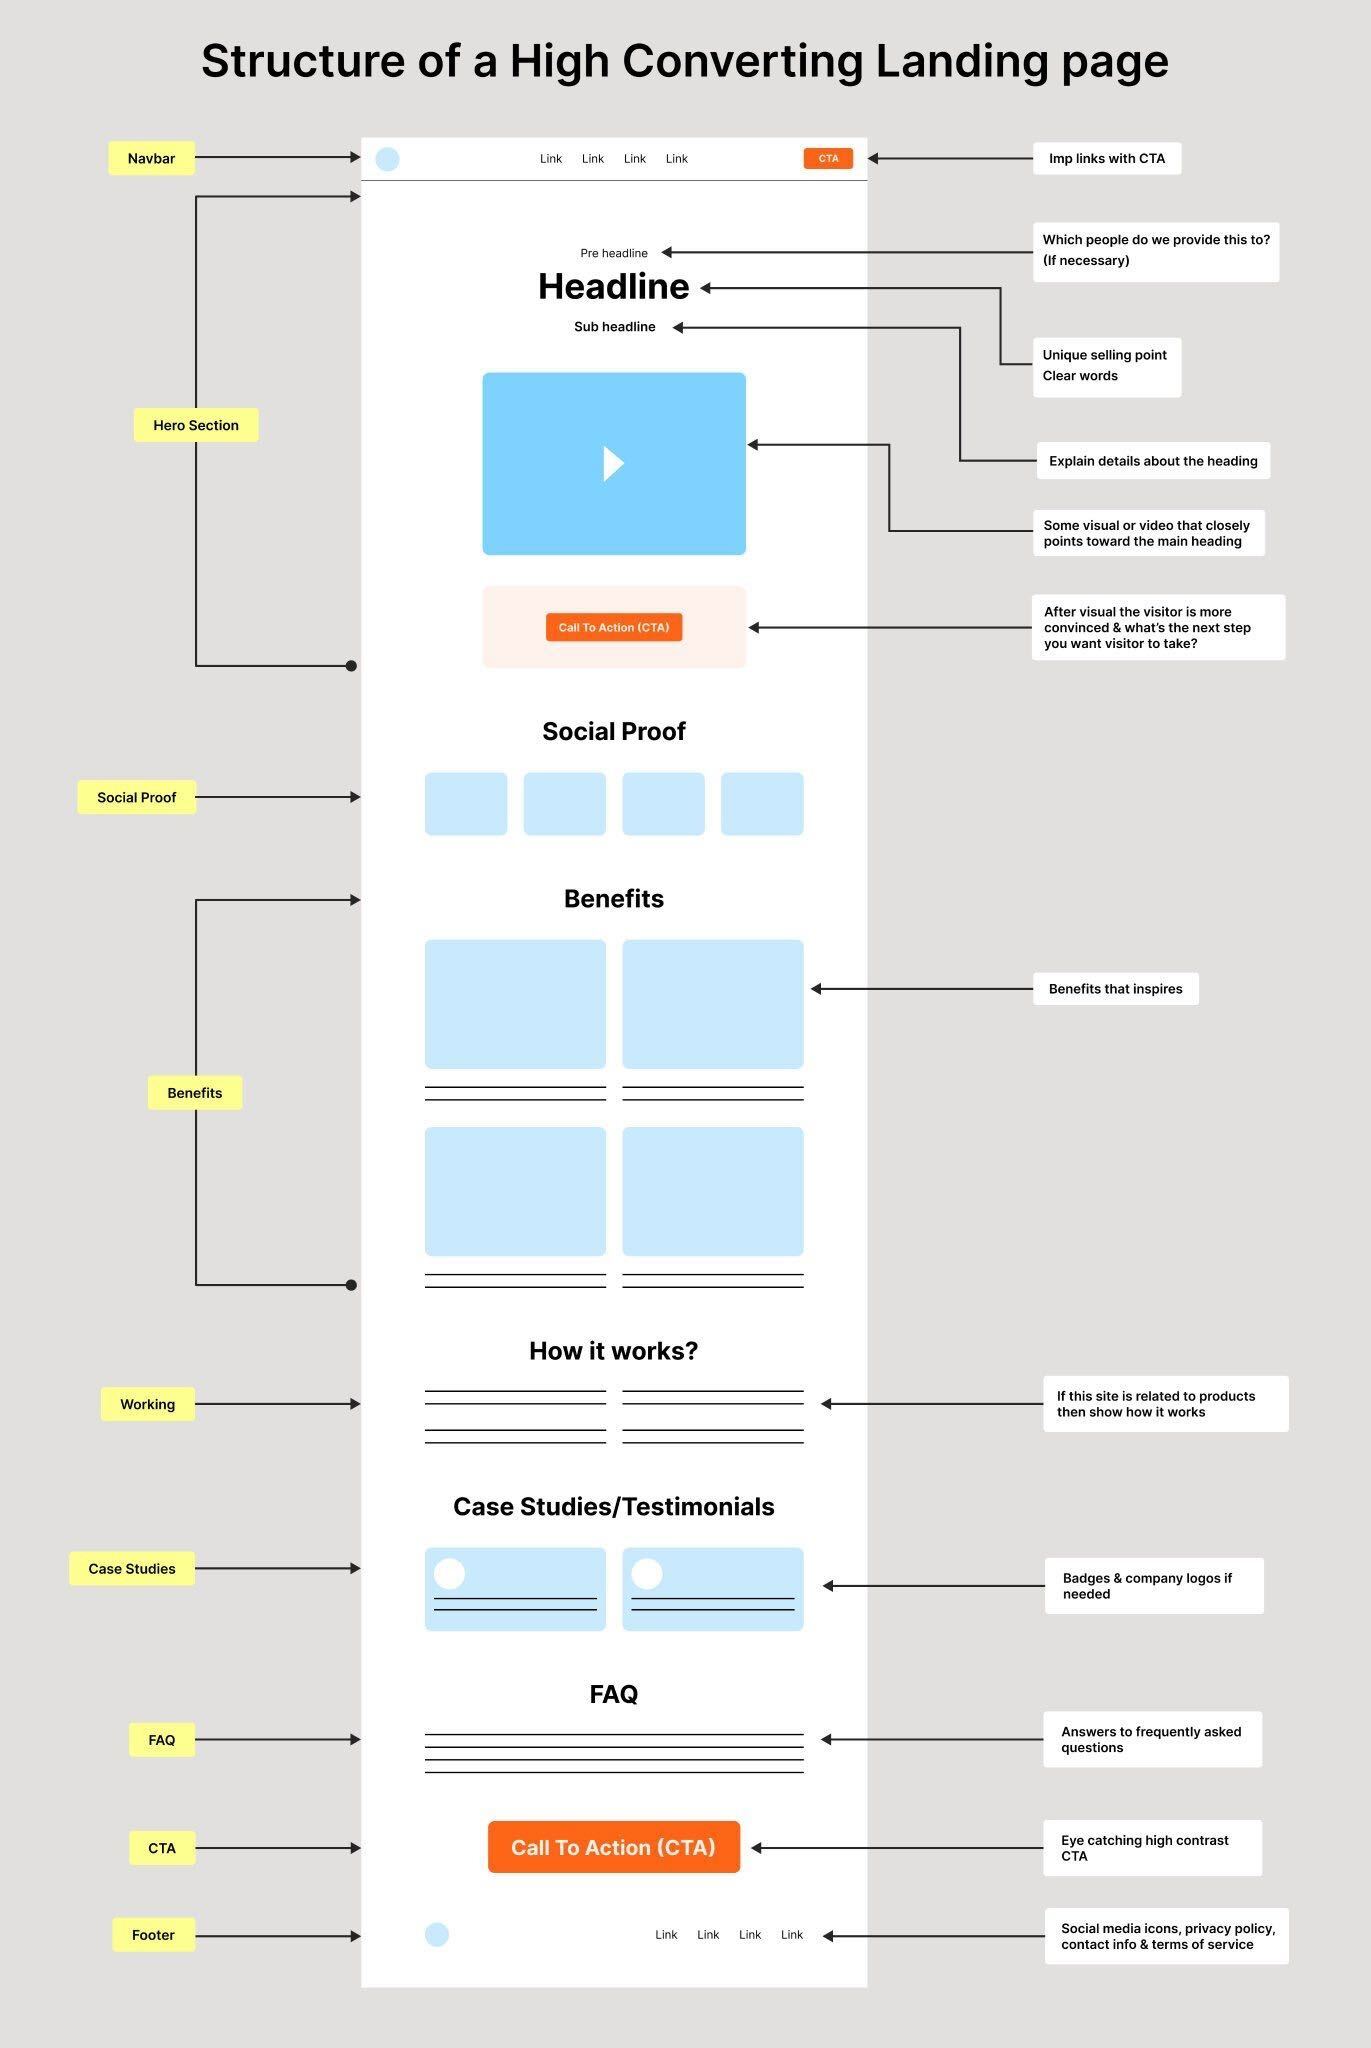 Structure of a High Converting Landing page
Navbar
Link Link Link Link
CTA
Imp links with CTA
Pre headline
Which people do we provide this to?
(If necessary)
Headline
Unique selling point
Clear words
Sub headline
Explain details about the heading
Hero Section
Some visual or video that closely
points toward the main heading
Call To Action (CTA)
After visual the visitor is more
convinced & what's the next step
you want visitor to take?
Social Proof
Social Proof
Benefits
Benefits that inspires
Benefits
How it works?
Working
If this site is related to products
then show how it works
Case Studies/Testimonials
Case Studies
Badges & company logos if
needed
FAQ
FAQ
Answers to frequently asked
questions
CTA
Call To Action (CTA)
Eye catching high contrast
CTA
Footer
Link Link Link Link
Social media icons, privacy policy,
contact info & terms of service